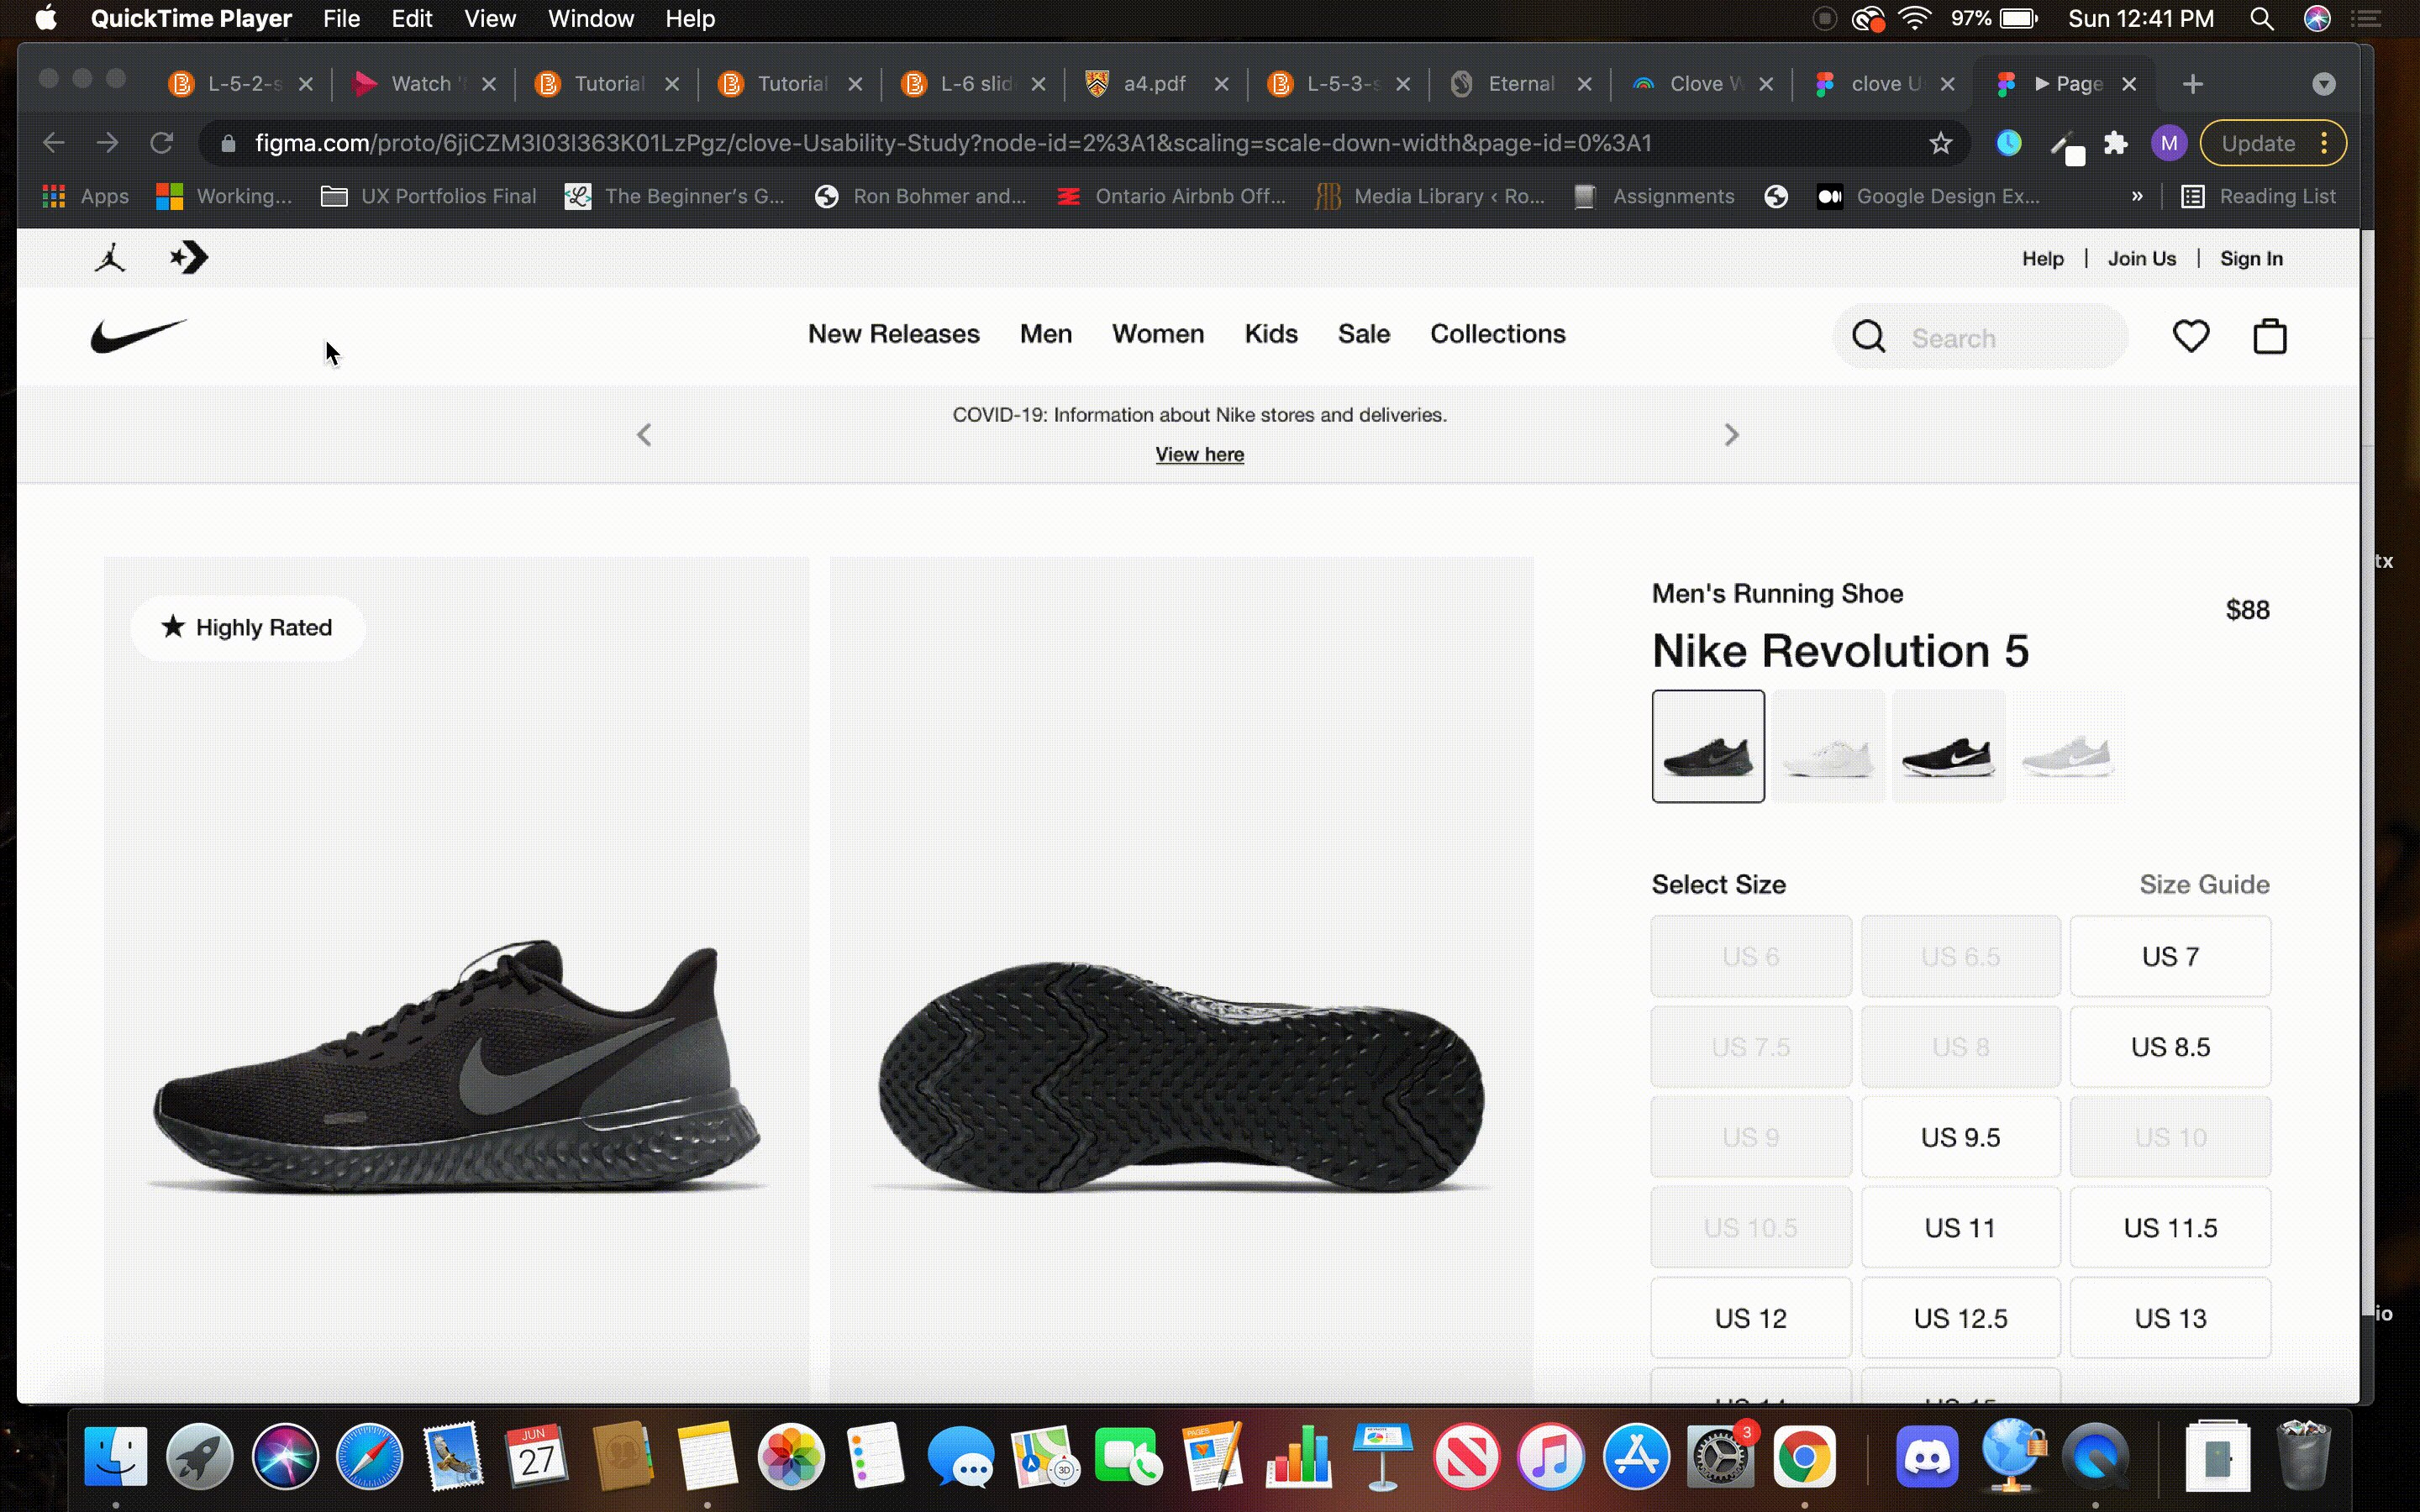 QuickTime Player File Edit View Window Help 97% Sun 12:41 PM
L-5-2-s Watch Tutorial Tutorial L-6 slid a4.pdf L-5-3-s Eternal Clove W clove U Page
figma.com/proto/6jiCZM3I03I363K01LzPgz/clove-Usability-Study?node-id=2%3A1&scaling=scale-down-width&page-id=0%3A1 M Update
Apps Working... UX Portfolios Final The Beginner's G... Ron Bohmer and... Ontario Airbnb Off... Media Library ‹ Ro... Assignments Google Design Ex... » Reading List
Help | Join Us | Sign In
New Releases Men Women Kids Sale Collections Search
COVID-19: Information about Nike stores and deliveries.
View here
tx
★ Highly Rated
Men's Running Shoe
$88
Nike Revolution 5
Select Size Size Guide
US 6 US 6.5 US 7
US 7.5 US 8 US 8.5
US 9 US 9.5 US 10
US 10.5 US 11 US 11.5
US 12 US 12.5 US 13
io
JUN
27
3D
PAGES
3